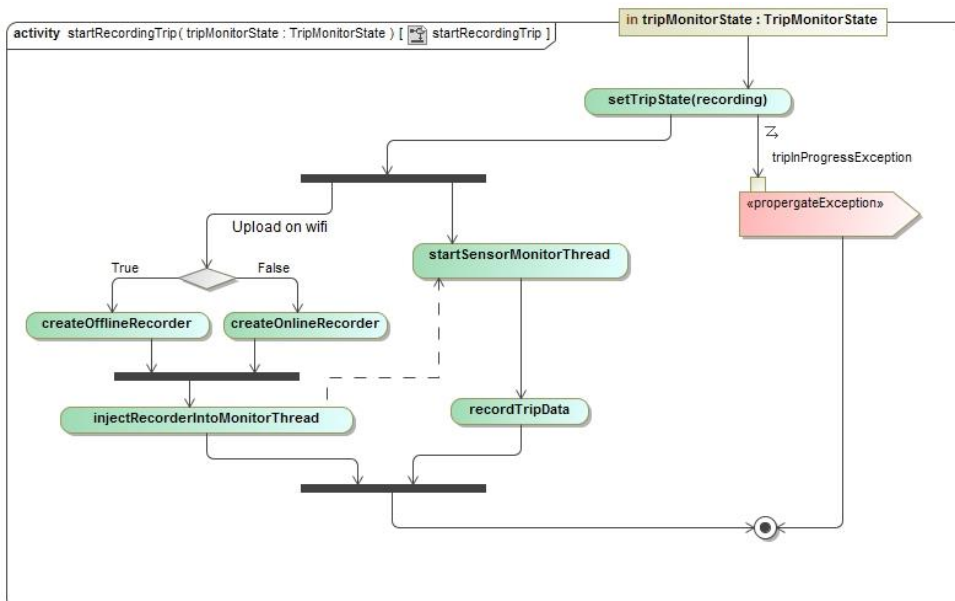 in tripMonitorState : TripMonitorState
activity startRecordingTrip( tripMonitorState : TripMonitorState ) [ startRecordingTrip ]
setTripState(recording)
tripInProgressException
«propergateException»
Upload on wifi
startSensorMonitorThread
True
False
createOfflineRecorder
createOnlineRecorder
injectRecorderIntoMonitorThread
recordTripData